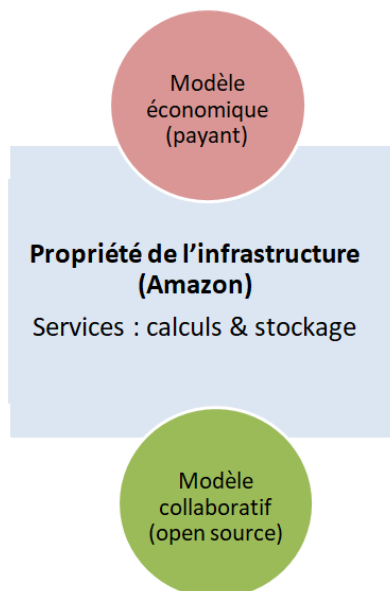 Modèle
économique
(payant)
Propriété de l’infrastructure
(Amazon)
Services : calculs & stockage
Modèle
collaboratif
(open source)